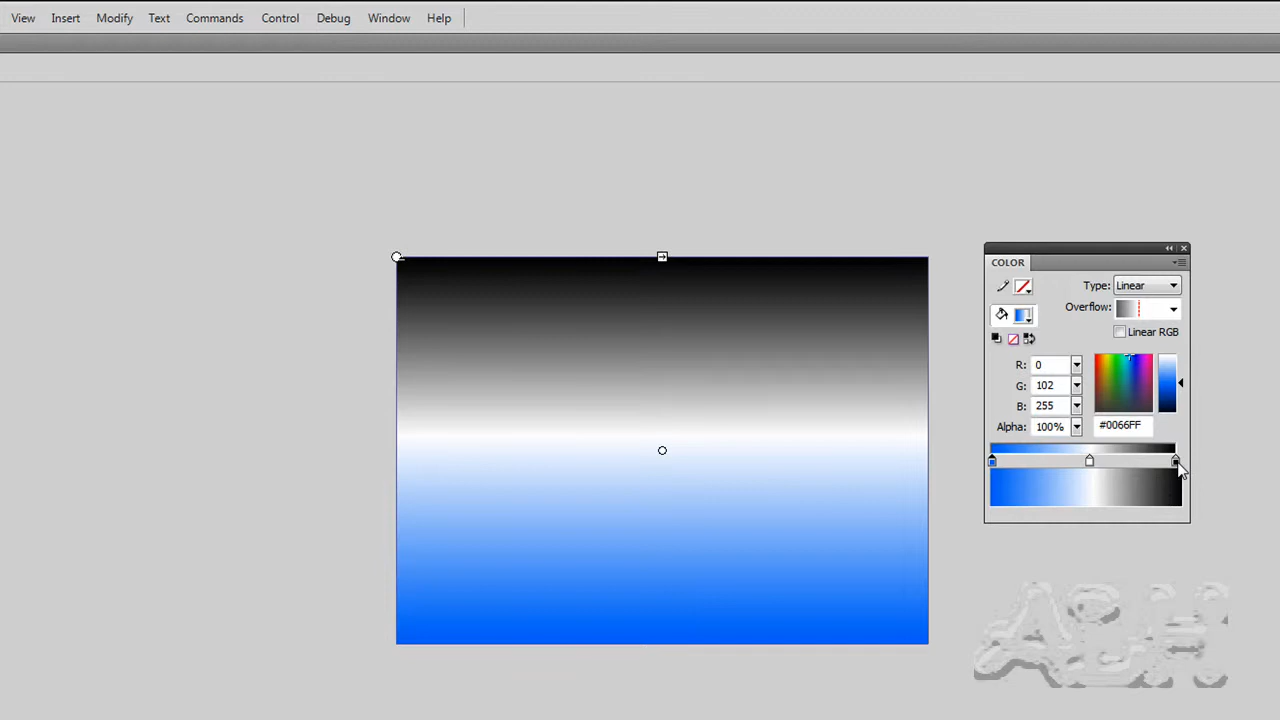 View Insert Modify Text Commands Control Debug Window Help
COLOR
Type: Linear
Overflow:
Linear RGB
R: 0
G: 102
B: 255
Alpha: 100% #0066FF